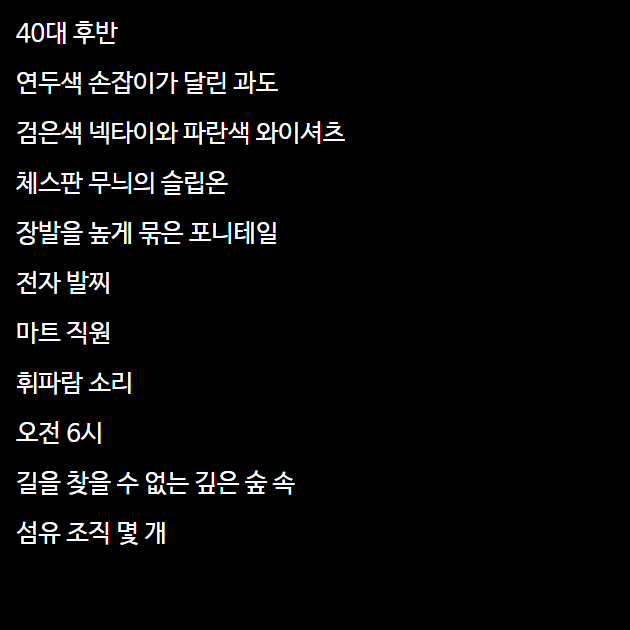 40대 후반
연두색 손잡이가 달린 과도
검은색 넥타이와 파란색 와이셔츠
체스판 무늬의 슬립온
장발을 높게 묶은 포니테일
전자 발찌
마트 직원
휘파람 소리
오전 6시
길을 찾을 수 없는 깊은 숲 속
섬유 조직 몇 개